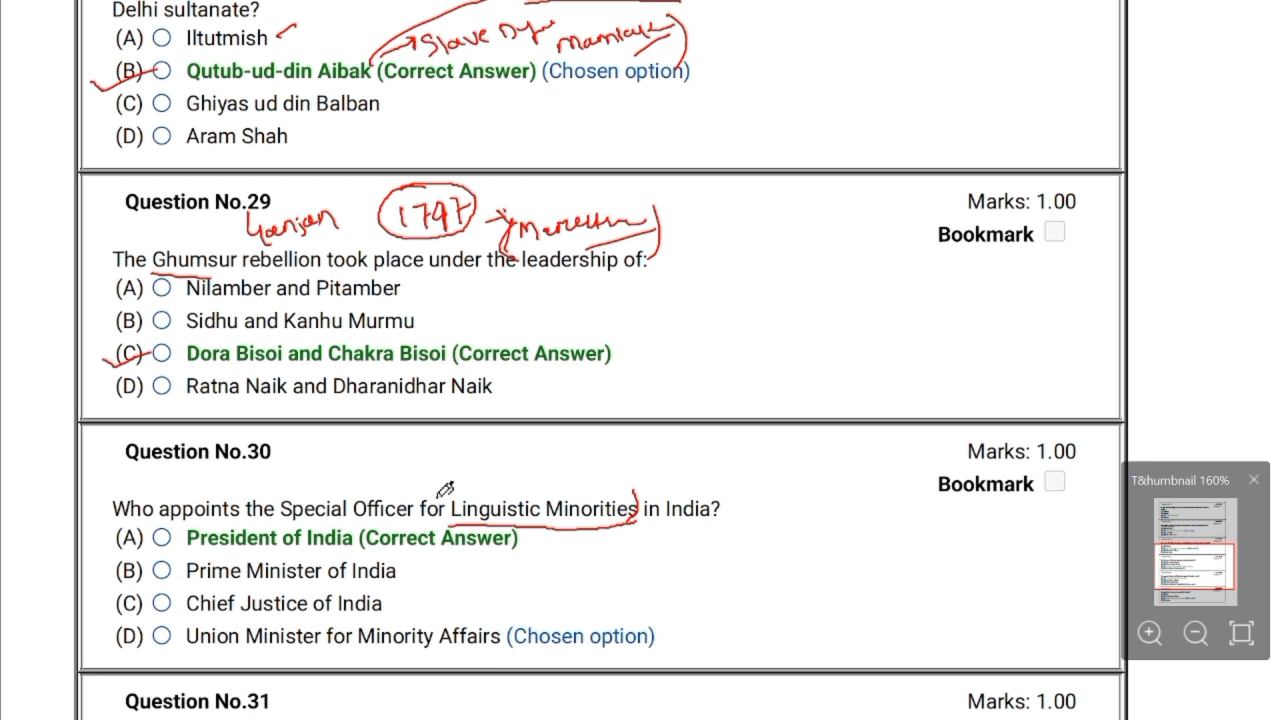 Delhi sultanate?
(A) Iltutmish
Slave Dy
(B) Qutub-ud-din Aibak (Correct Answer) (Chosen option)
(C) Ghiyas ud din Balban
(D) Aram Shah
Question No.29 Marks: 1.00
1797
Bookmark
The Ghumsur rebellion took place under the leadership of:
(A) Nilamber and Pitamber
(B) Sidhu and Kanhu Murmu
(C) Dora Bisoi and Chakra Bisoi (Correct Answer)
(D) Ratna Naik and Dharanidhar Naik
Question No.30 Marks: 1.00
Bookmark
Who appoints the Special Officer for Linguistic Minorities in India?
(A) President of India (Correct Answer)
(B) Prime Minister of India
(C) Chief Justice of India
(D) Union Minister for Minority Affairs (Chosen option)
Question No.31 Marks: 1.00
T&humbnail 160%